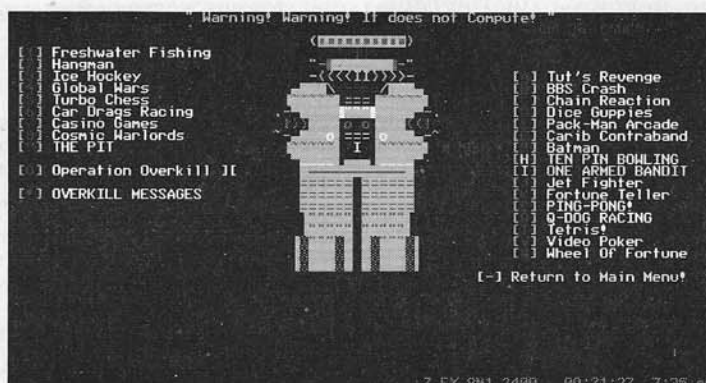 " Warning! Warning! It does not Compute! "
[ ] Freshwater Fishing
[ ] Hangman
[ ] Ice Hockey
[ ] Global Wars
[ ] Turbo Chess
[ ] Car Drags Racing
[ ] Casino Games
[ ] Cosmic Warlords
[ ] THE PIT
[ ] Operation Overkill ][
[ ] OVERKILL MESSAGES
[ ] Tut's Revenge
[ ] BBS Crash
[ ] Chain Reaction
[ ] Dice Guppies
[ ] Pack-Man Arcade
[ ] Carib Contraband
[ ] Batman
[H] TEN PIN BOWLING
[I] ONE ARMED BANDIT
[ ] Jet Fighter
[ ] Fortune Teller
[ ] PING-PONG!
[ ] Q-DOG RACING
[ ] Tetris!
[ ] Video Poker
[ ] Wheel Of Fortune
[-] Return to Main Menu!